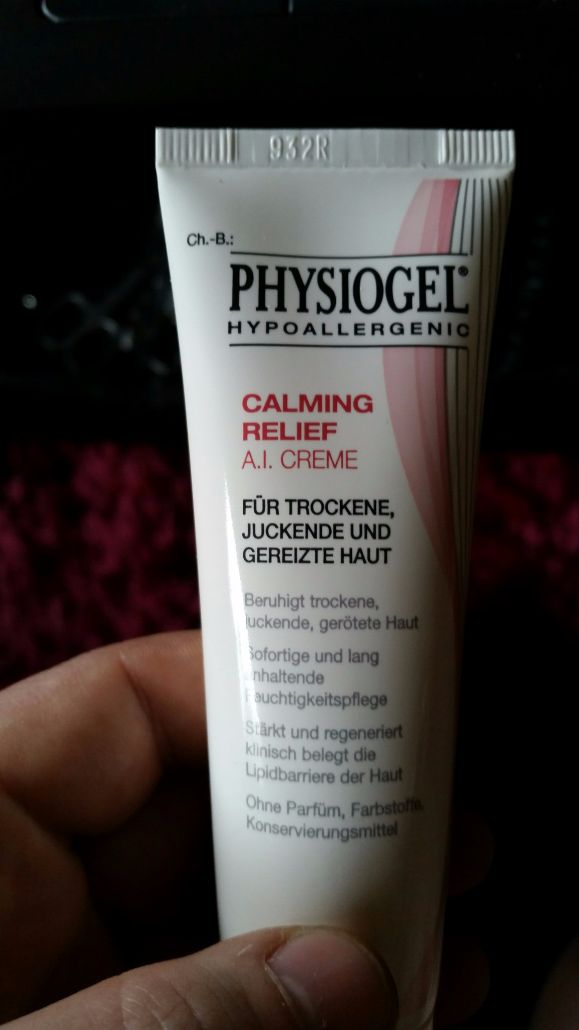 932R
Ch.-B.:
PHYSIOGEL®
HYPOALLERGENIC
CALMING
RELIEF
A.I. CREME
FÜR TROCKENE,
JUCKENDE UND
GEREIZTE HAUT
Beruhigt trockene,
juckende, gerötete Haut
Sofortige und lang
anhaltende
Feuchtigkeitspflege
Stärkt und regeneriert
klinisch belegt die
Lipidbarriere der Haut
Ohne Parfüm, Farbstoffe,
Konservierungsmittel